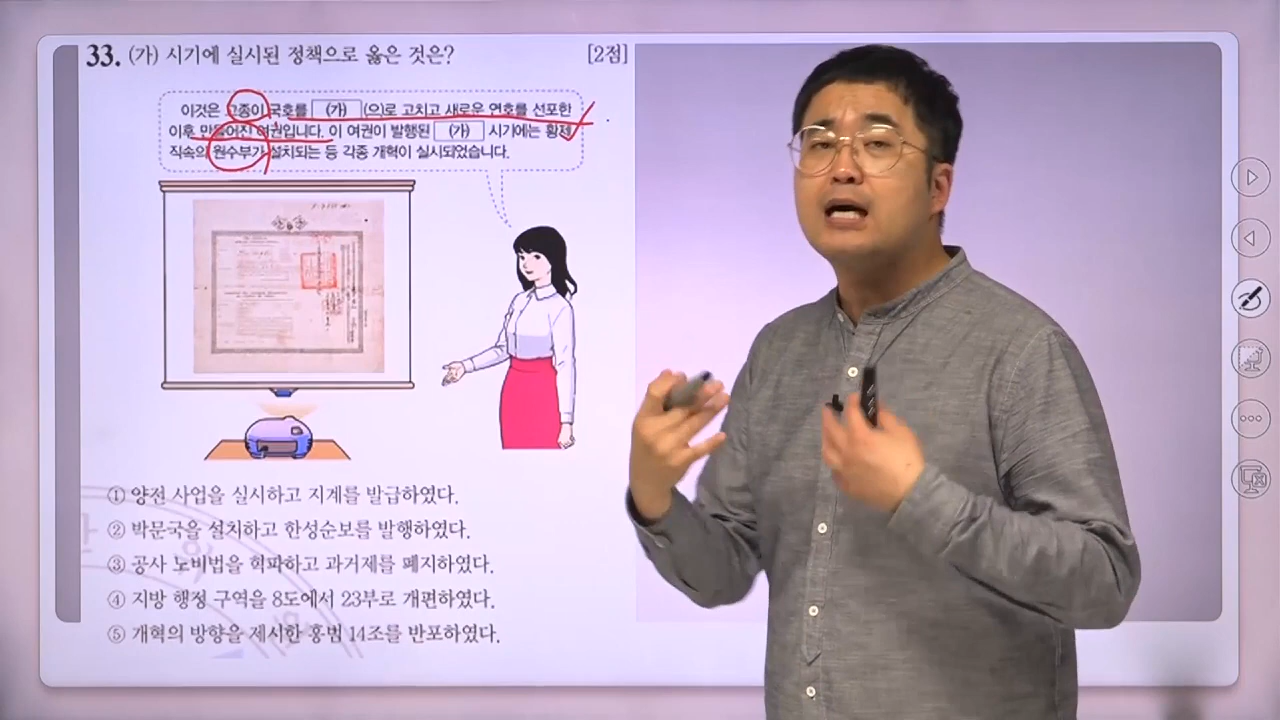 33. (가) 시기에 실시된 정책으로 옳은 것은? [2점]
이것은 고종이 국호를 (가) (으)로 고치고 새로운 연호를 선포한
이후 만들어진 여권입니다. 이 여권이 발행된 (가) 시기에는 황제
직속의 원수부가 설치되는 등 각종 개혁이 실시되었습니다.
① 양전 사업을 실시하고 지계를 발급하였다.
② 박문국을 설치하고 한성순보를 발행하였다.
③ 공사 노비법을 혁파하고 과거제를 폐지하였다.
④ 지방 행정 구역을 8도에서 23부로 개편하였다.
⑤ 개혁의 방향을 제시한 홍범 14조를 반포하였다.